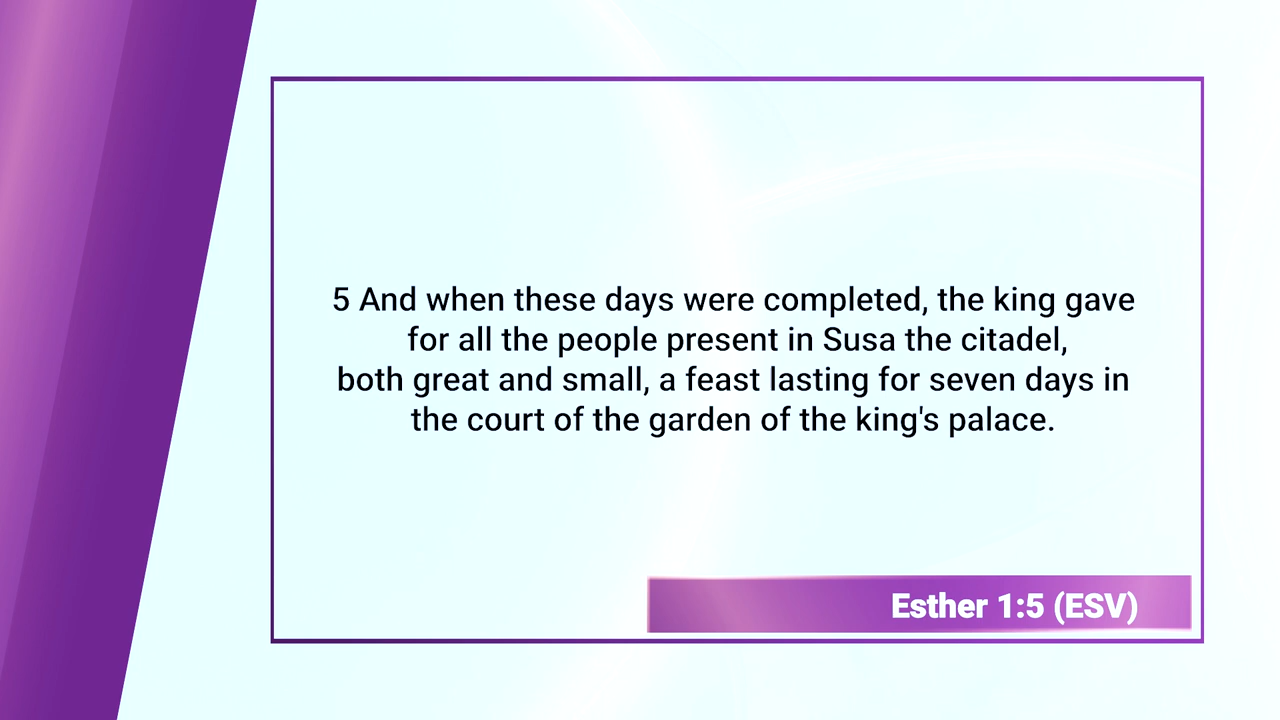 5 And when these days were completed, the king gave
for all the people present in Susa the citadel,
both great and small, a feast lasting for seven days in
the court of the garden of the king's palace.
Esther 1:5 (ESV)